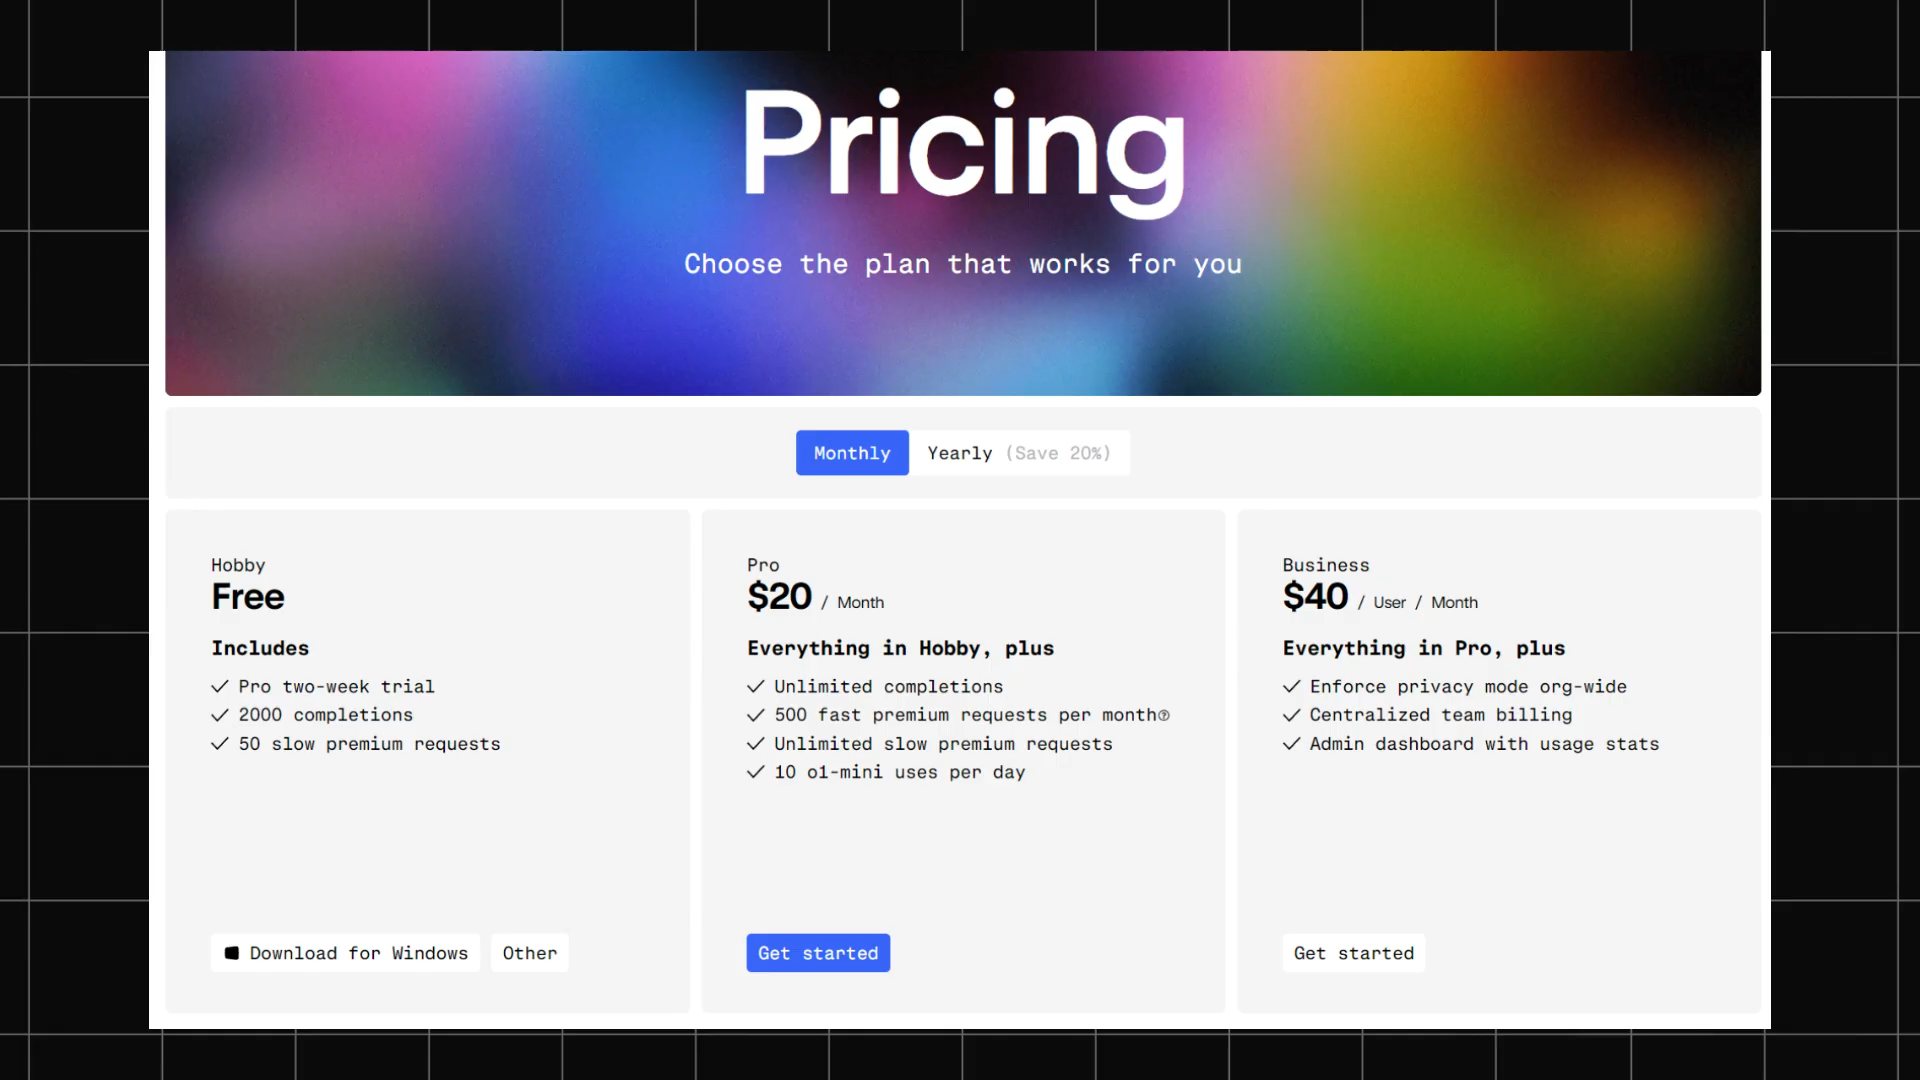 Pricing
Choose the plan that works for you
Monthly
Yearly (Save 20%)
Hobby
Free
Includes
✓ Pro two-week trial
✓ 2000 completions
✓ 50 slow premium requests
Download for Windows
Other
Pro
$20 / Month
Everything in Hobby, plus
✓ Unlimited completions
✓ 500 fast premium requests per month?
✓ Unlimited slow premium requests
✓ 10 o1-mini uses per day
Get started
Business
$40 / User / Month
Everything in Pro, plus
✓ Enforce privacy mode org-wide
✓ Centralized team billing
✓ Admin dashboard with usage stats
Get started